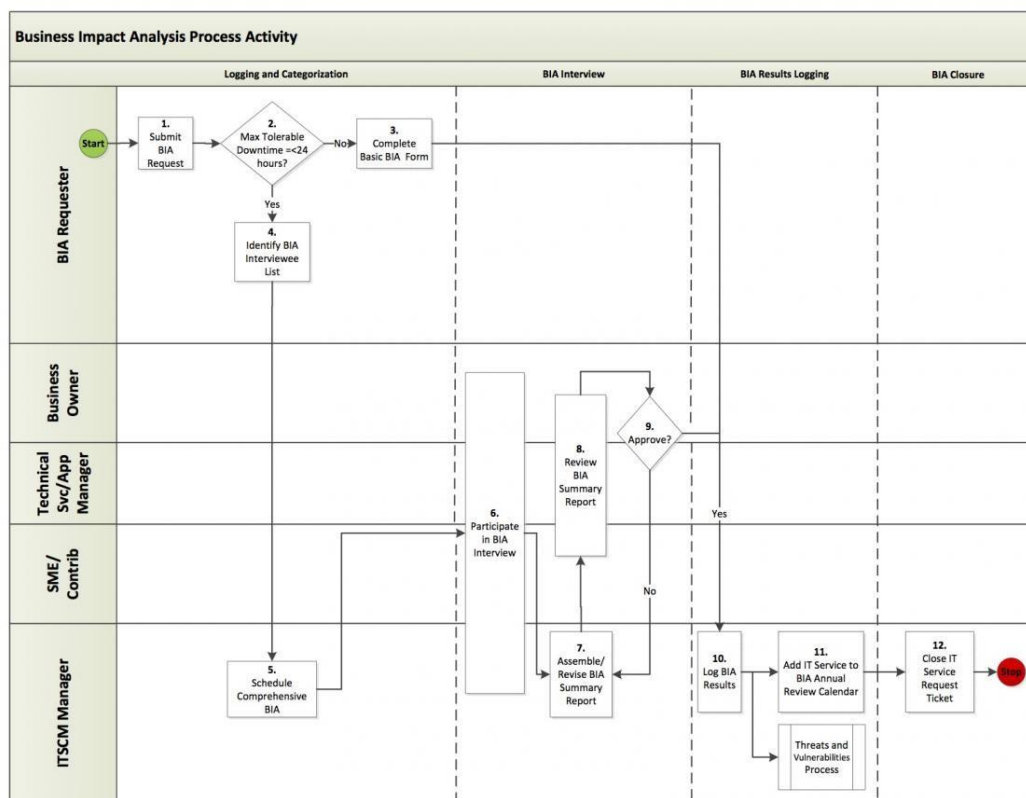 Business Impact Analysis Process Activity
Logging and Categorization
BIA Interview
BIA Results Logging
BIA Closure
BIA Requester
Start
1.
Submit
BIA
Request
2.
Max Tolerable
Downtime =<24
hours?
No
3.
Complete
Basic BIA Form
Yes
4.
Identify BIA
Interviewee
List
Business
Owner
9.
Approve?
8.
Review
BIA
Summary
Report
Technical
Svc/App
Manager
6.
Participate
in BIA
Interview
Yes
SME/
Contrib
No
ITSCM Manager
5.
Schedule
Comprehensive
BIA
7.
Assemble/
Revise BIA
Summary
Report
10.
Log BIA
Results
11.
Add IT Service to
BIA Annual
Review Calendar
12.
Close IT
Service
Request
Ticket
Stop
Threats and
Vulnerabilities
Process